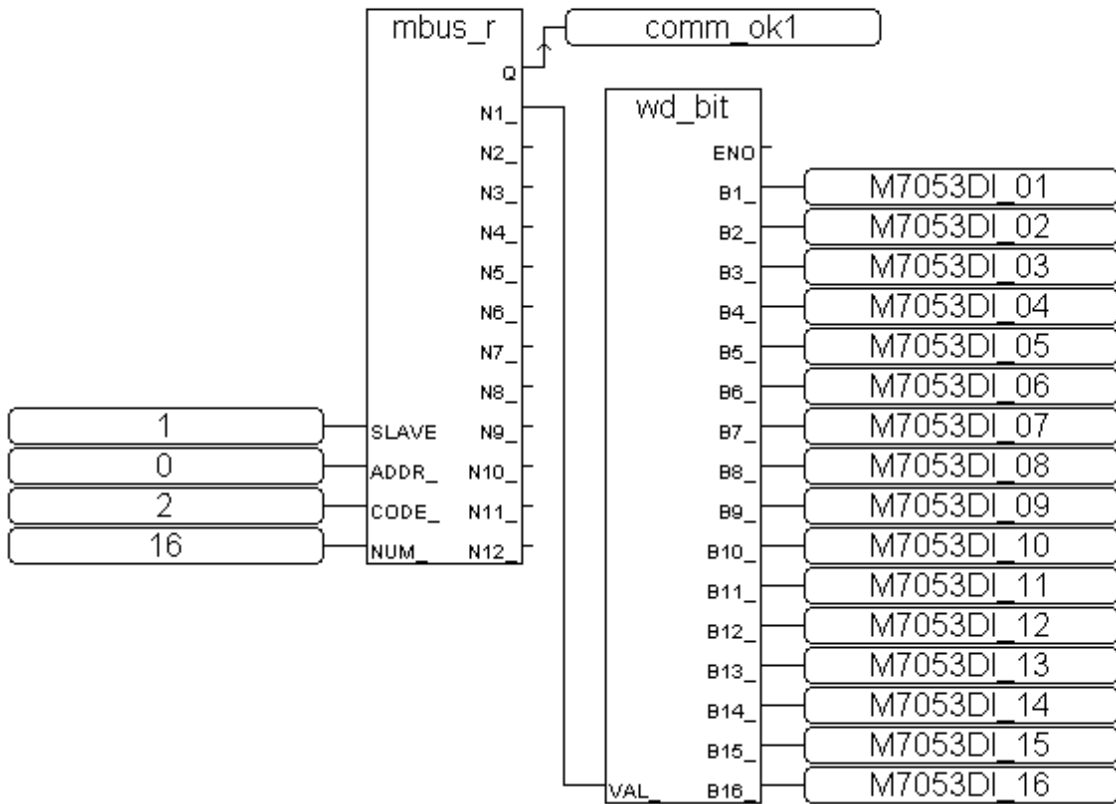 mbus_r
comm_ok1
Q
N1_
wd_bit
N2_
ENO
N3_
B1_ M7053DI_01
N4_
B2_ M7053DI_02
N5_
B3_ M7053DI_03
N6_
B4_ M7053DI_04
N7_
B5_ M7053DI_05
N8_
B6_ M7053DI_06
1 SLAVE N9_
B7_ M7053DI_07
0 ADDR_ N10_
B8_ M7053DI_08
2 CODE_ N11_
B9_ M7053DI_09
16 NUM_ N12_
B10_ M7053DI_10
B11_ M7053DI_11
B12_ M7053DI_12
B13_ M7053DI_13
B14_ M7053DI_14
B15_ M7053DI_15
VAL_ B16_ M7053DI_16